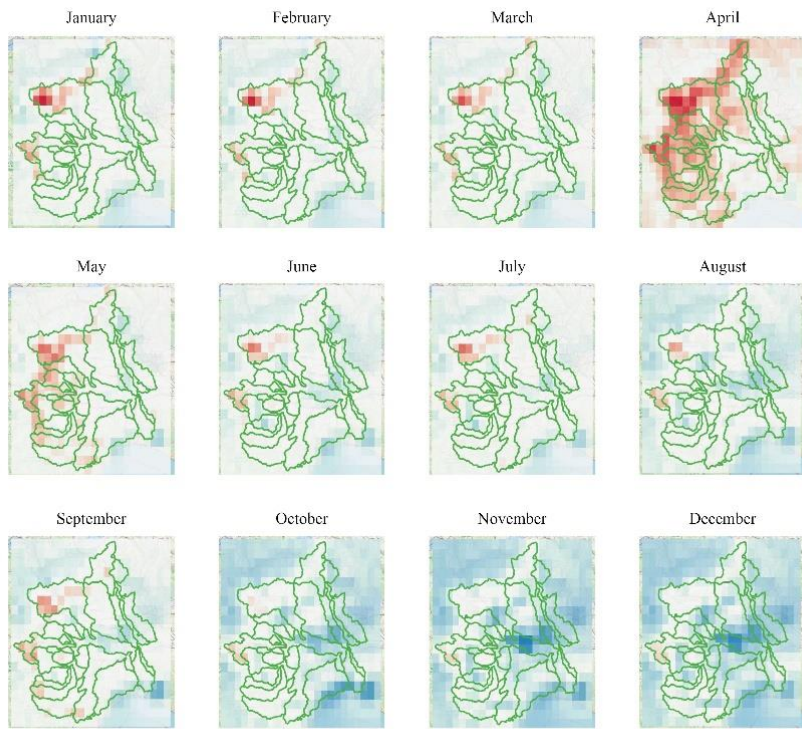 January
February
March
April
May
June
July
August
September
October
November
December